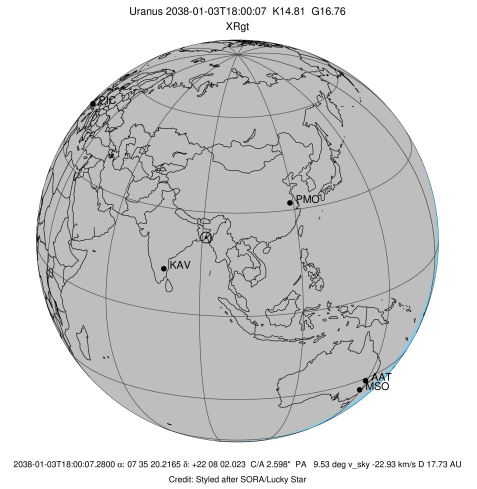 Uranus 2038-01-03T18:00:07 K14.81 G16.76
XRgt
PIC
PMO
KAV
AAT
MSO
2038-01-03T18:00:07.2800 α: 07 35 20.2165 δ: +22 08 02.023 C/A 2.598" PA 9.53 deg v_sky -22.93 km/s D 17.73 AU
Credit: Styled after SORA/Lucky Star